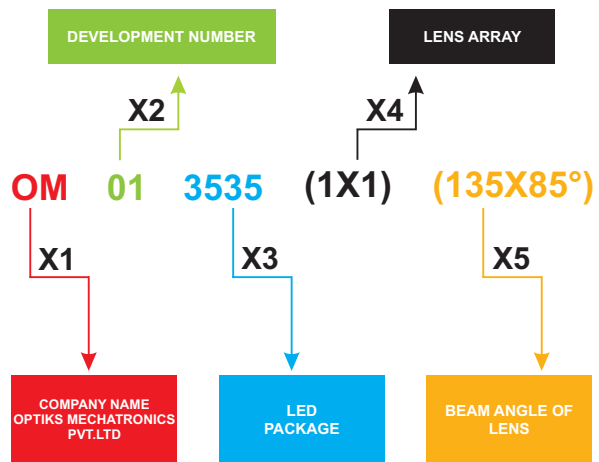 DEVELOPMENT NUMBER
LENS ARRAY
X2
X4
OM 01 3535 (1X1) (135X85°)
X1
X3
X5
COMPANY NAME
OPTIKS MECHATRONICS
PVT.LTD
LED
PACKAGE
BEAM ANGLE OF
LENS